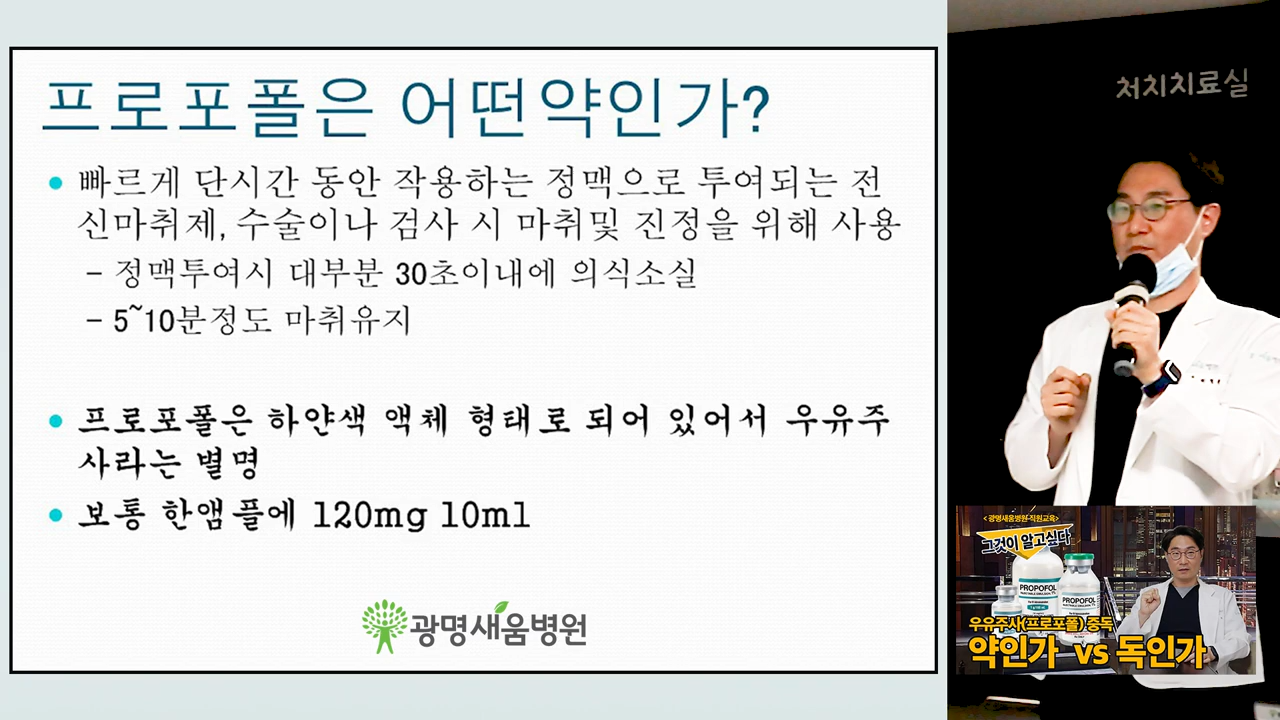 프로포폴은 어떤약인가?
• 빠르게 단시간 동안 작용하는 정맥으로 투여되는 전
신마취제, 수술이나 검사 시 마취및 진정을 위해 사용
– 정맥투여시 대부분 30초이내에 의식소실
– 5~10분정도 마취유지
• 프로포폴은 하얀색 액체 형태로 되어 있어서 우유주
사라는 별명
• 보통 한앰플에 120mg 10ml
광명새움병원
처치치료실
<광명새움병원 직원교육>
그것이 알고싶다
PROPOFOL
PROPOFOL
우유주사(프로포폴) 중독
약인가 vs 독인가